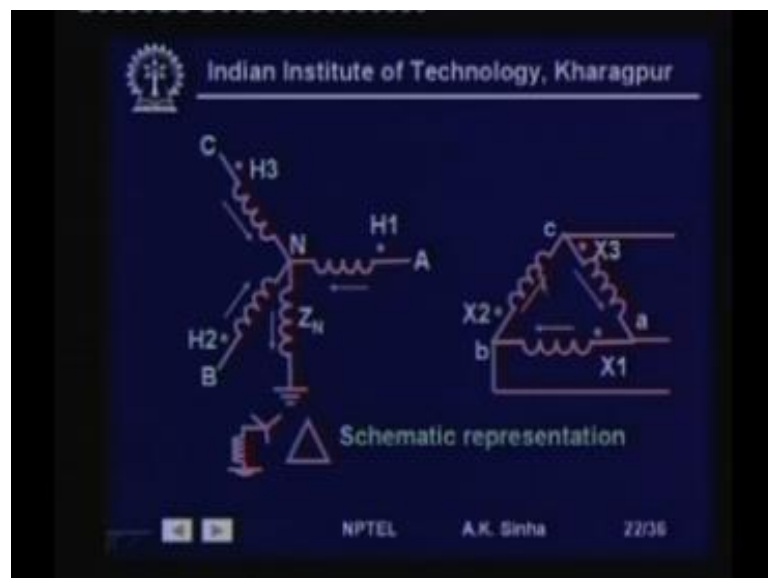 Indian Institute of Technology, Kharagpur
C
H3
H1
N
A
Z_N
H2
B
c
X3
X2
b
a
X1
Schematic representation
NPTEL A.K. Sinha 22/36